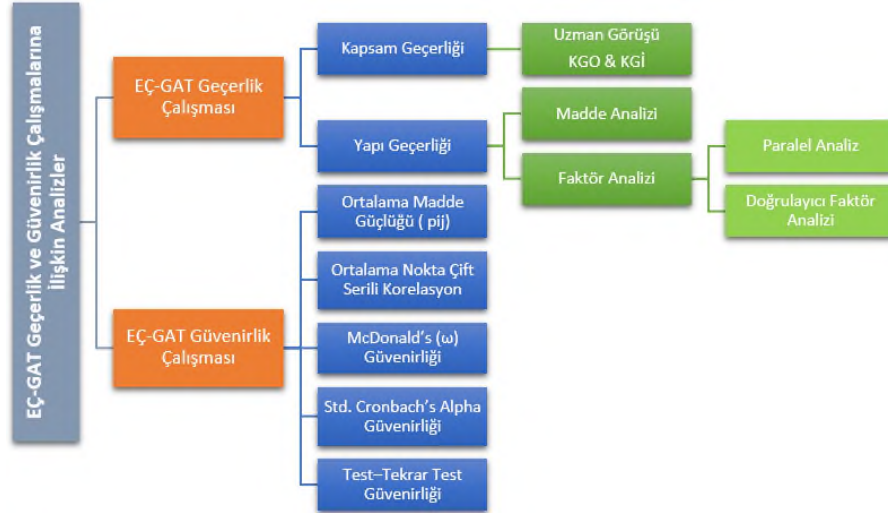 EÇ-GAT Geçerlik ve Güvenirlik Çalışmalarına
İlişkin Analizler
EÇ-GAT Geçerlik
Çalışması
Kapsam Geçerliği
Uzman Görüşü
KGO & KGİ
Yapı Geçerliği
Madde Analizi
Faktör Analizi
Paralel Analiz
Doğrulayıcı Faktör
Analizi
EÇ-GAT Güvenirlik
Çalışması
Ortalama Madde
Güçlüğü ( pij)
Ortalama Nokta Çift
Serili Korelasyon
McDonald's (ω)
Güvenirliği
Std. Cronbach's Alpha
Güvenirliği
Test–Tekrar Test
Güvenirliği